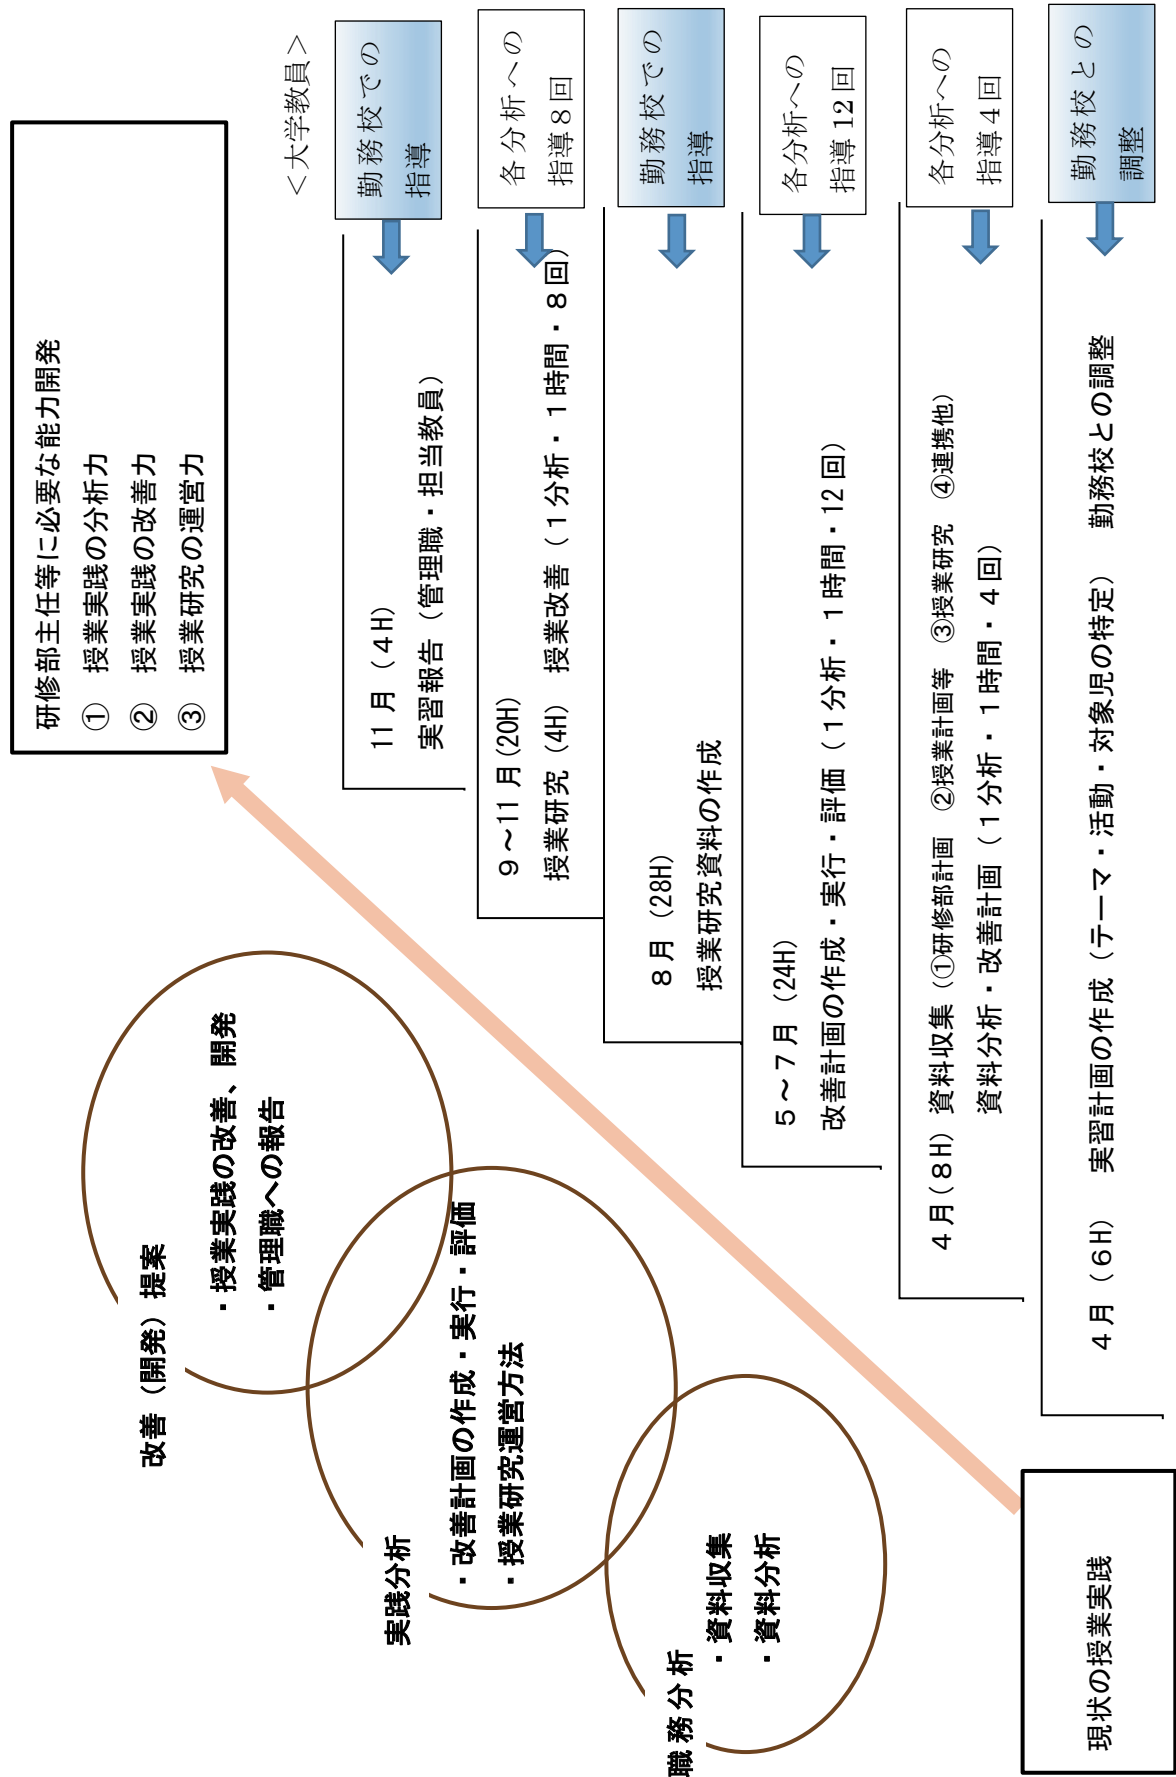 研修部主任等に必要な能力開発
① 授業実践の分析力
② 授業実践の改善力
③ 授業研究の運営力
＜大学教員＞
改善（開発）提案
・授業実践の改善、開発
・管理職への報告
11月（４H）
実習報告（管理職・担当教員）
勤務校での
指導
９～11月(20H)
授業研究（4H） 授業改善（１分析・１時間・８回）
各分析への
指導８回
実践分析
・改善計画の作成・実行・評価
・授業研究運営方法
８月（28H）
授業研究資料の作成
勤務校での
指導
５～７月（24H）
改善計画の作成・実行・評価（１分析・１時間・12回）
各分析への
指導12回
職務分析
・資料収集
・資料分析
４月（８H）資料収集（①研修部計画 ②授業計画等 ③授業研究 ④連携他）
資料分析・改善計画（１分析・１時間・４回）
各分析への
指導４回
４月（６H） 実習計画の作成（テーマ・活動・対象児の特定） 勤務校との調整
勤務校との
調整
現状の授業実践